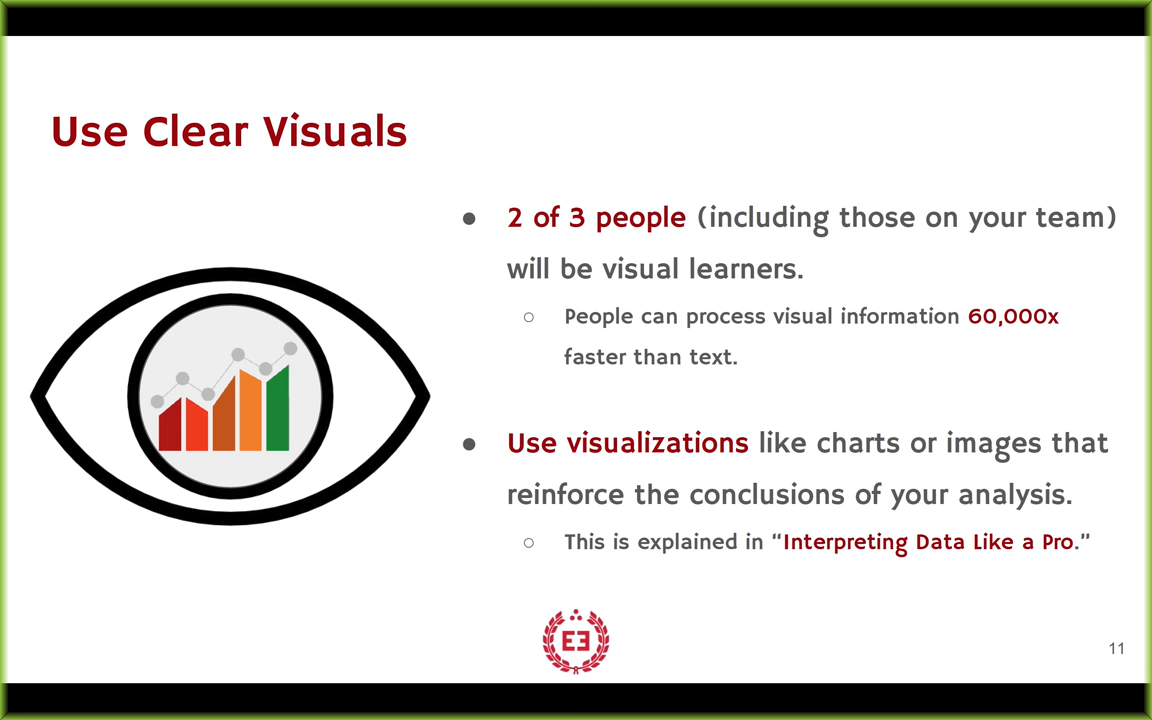 Use Clear Visuals
● 2 of 3 people (including those on your team)
will be visual learners.
○ People can process visual information 60,000x
faster than text.
● Use visualizations like charts or images that
reinforce the conclusions of your analysis.
○ This is explained in “Interpreting Data Like a Pro.”
EE
11